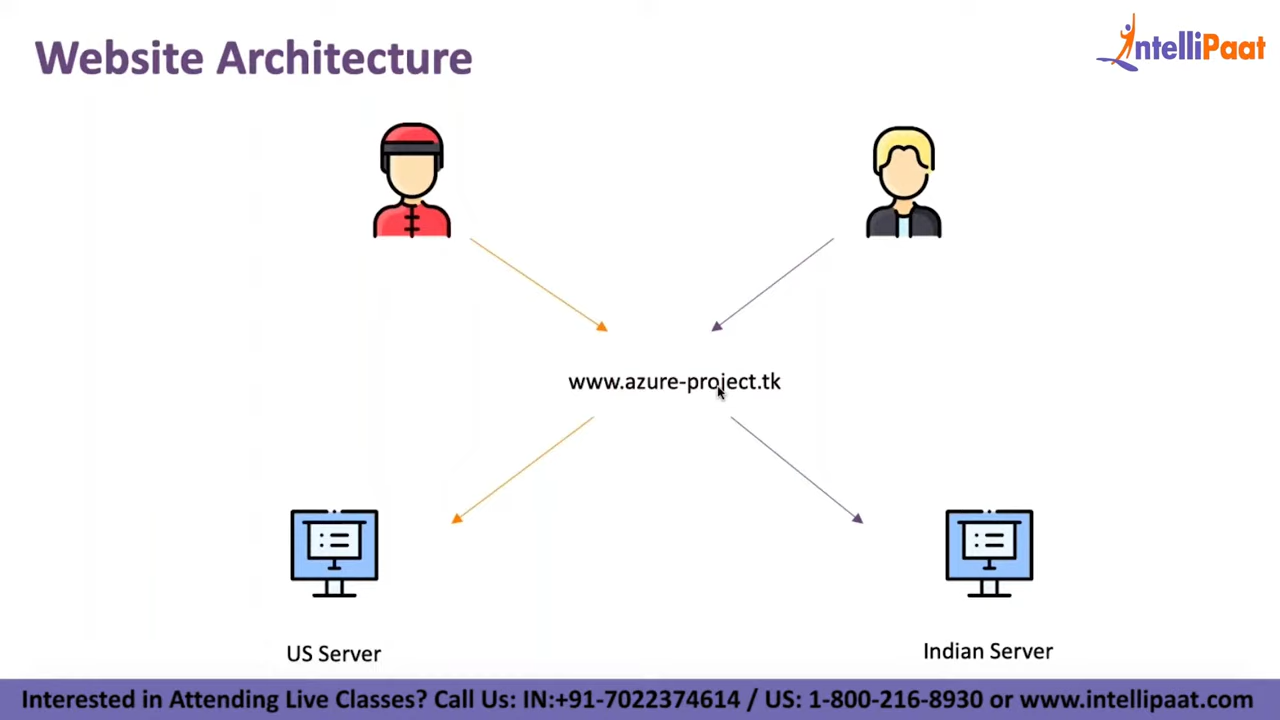 Website Architecture
IntelliPaat
www.azure-project.tk
US Server
Indian Server
Interested in Attending Live Classes? Call Us: IN:+91-7022374614 / US: 1-800-216-8930 or www.intellipaat.com